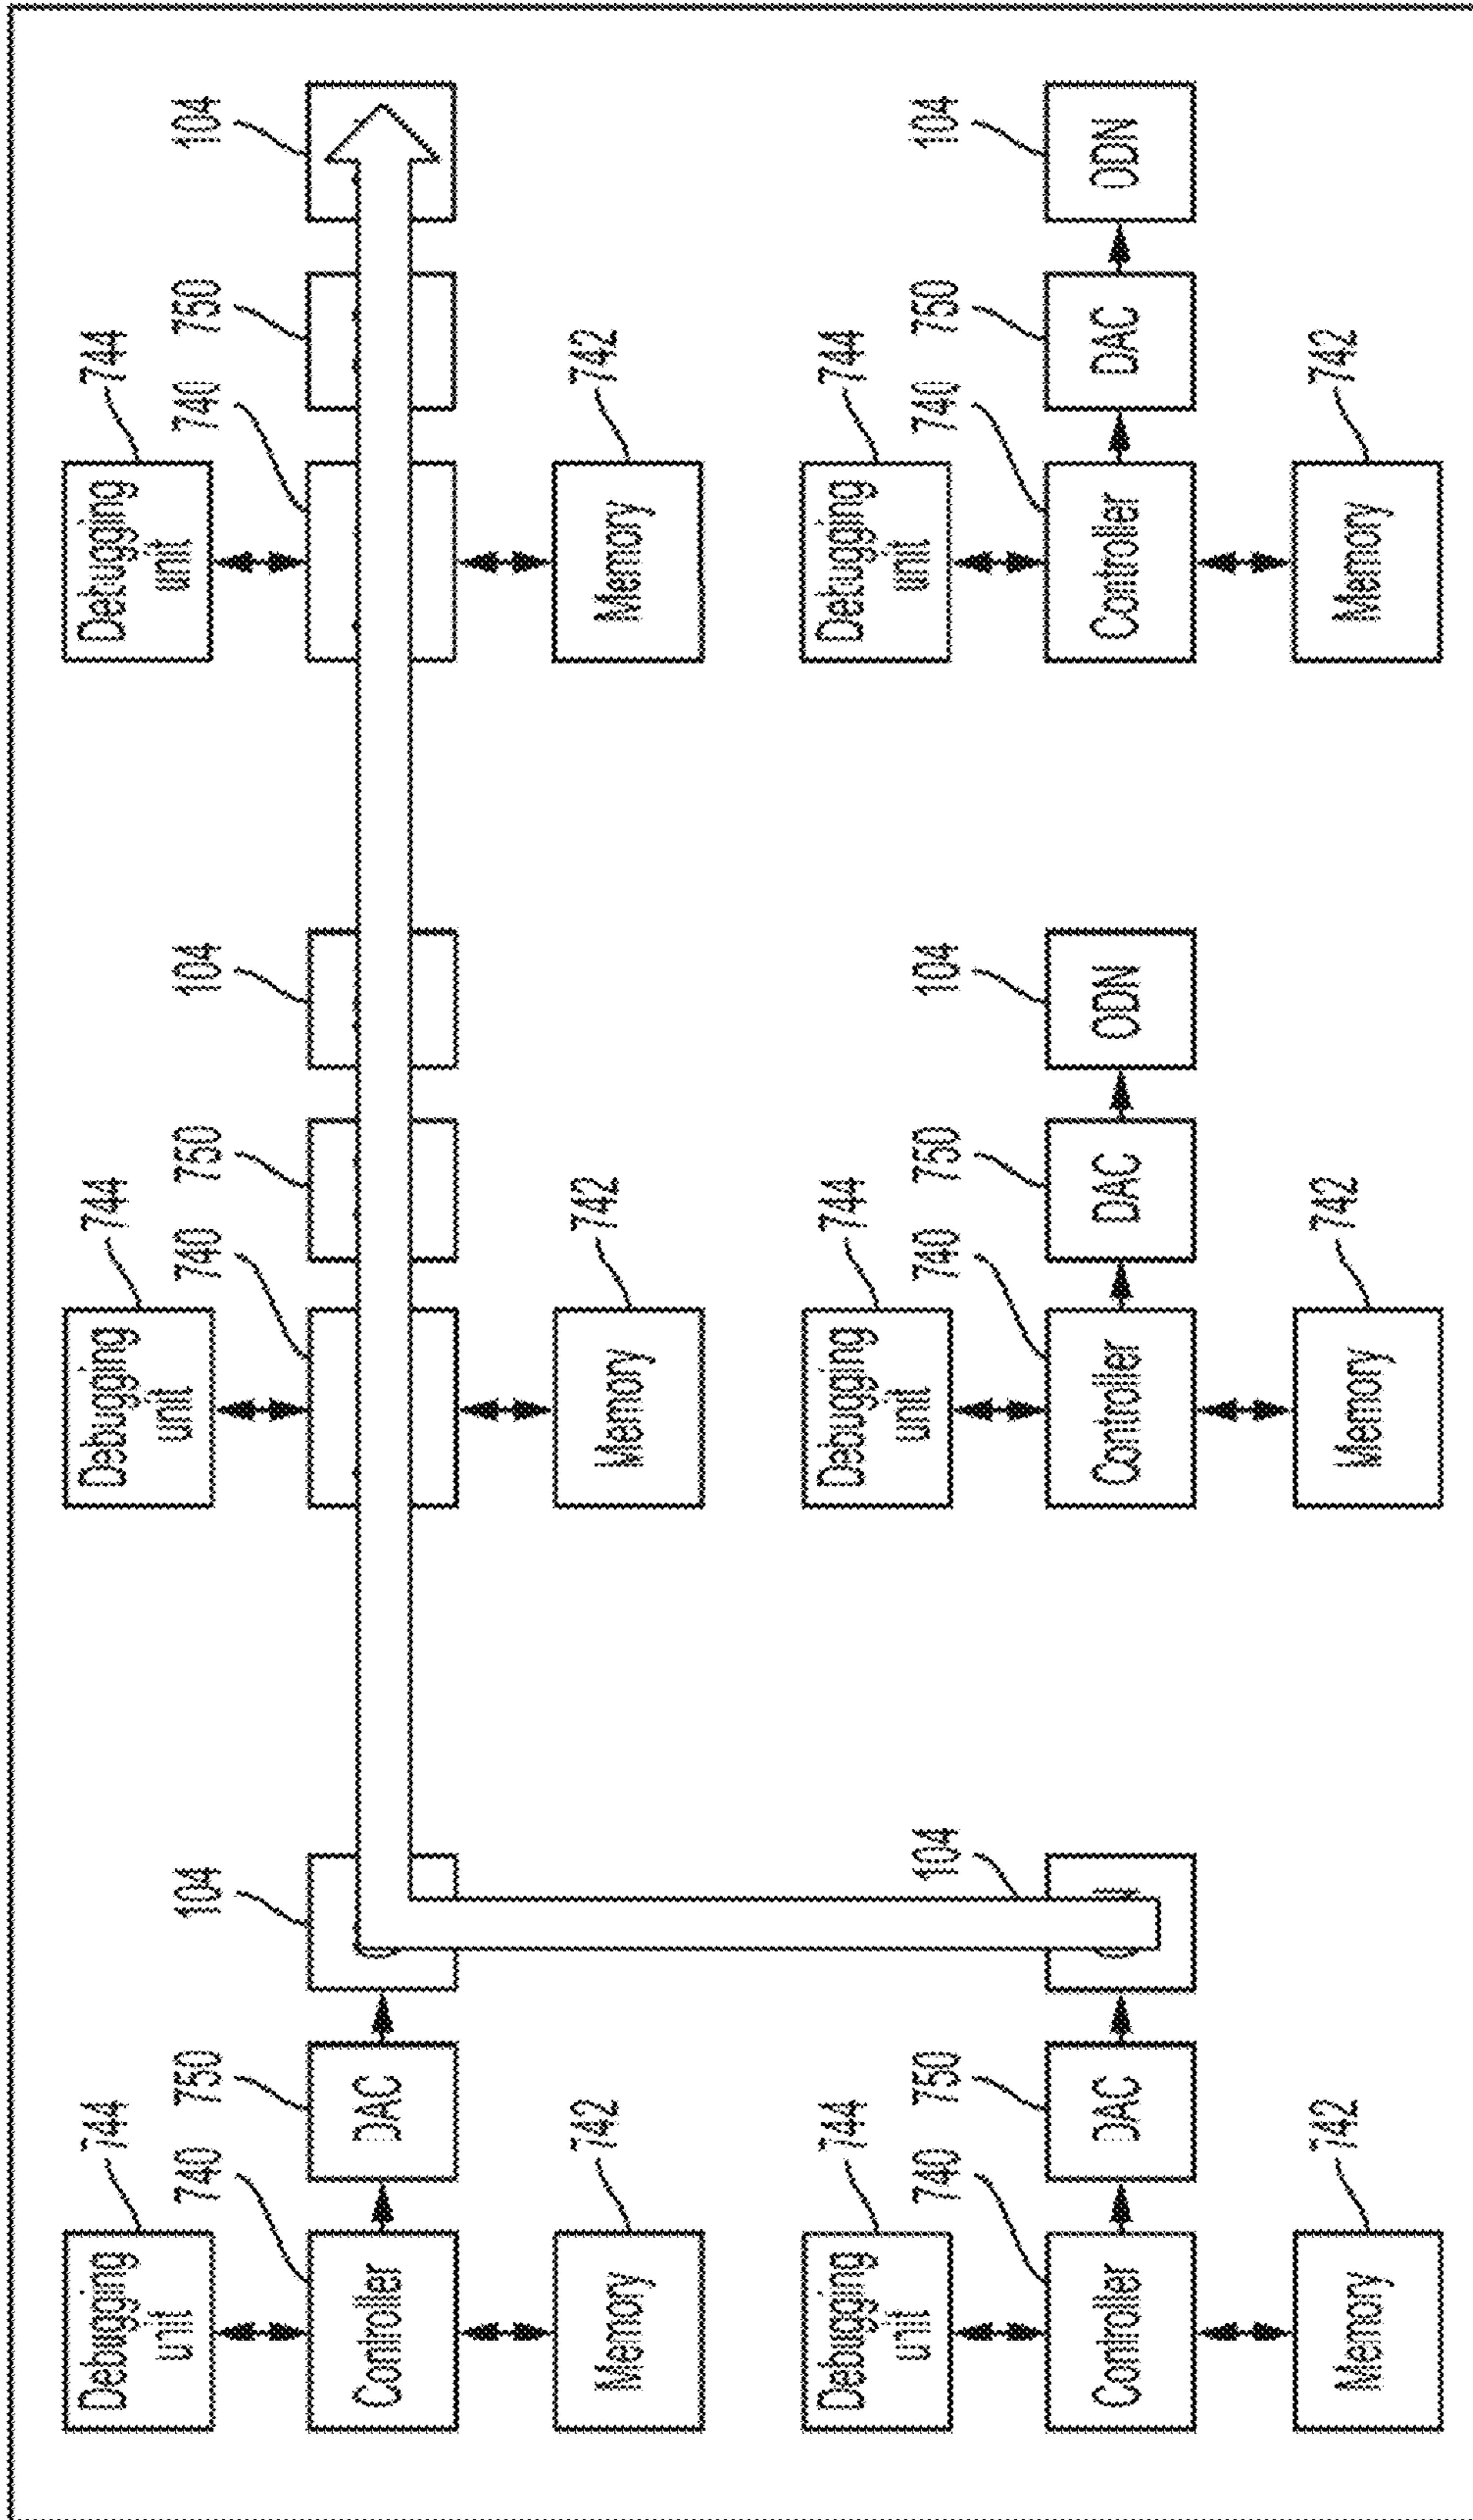 Debugging 744 Debugging 744 Debugging 744
unit 740 750 104 unit 740 750 104 unit 740 750 104
Controller DAC
Memory 742 Memory 742 Memory 742
Debugging 744 Debugging 744 Debugging 744
unit 740 750 104 unit 740 750 104 unit 740 750 104
Controller DAC Controller DAC ODN Controller DAC ODN
Memory 742 Memory 742 Memory 742